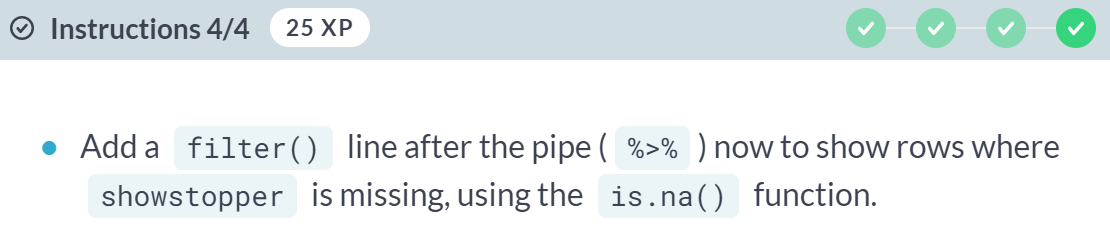 Instructions 4/4 25 XP
Add a filter() line after the pipe ( %>% ) now to show rows where
showstopper is missing, using the is.na() function.